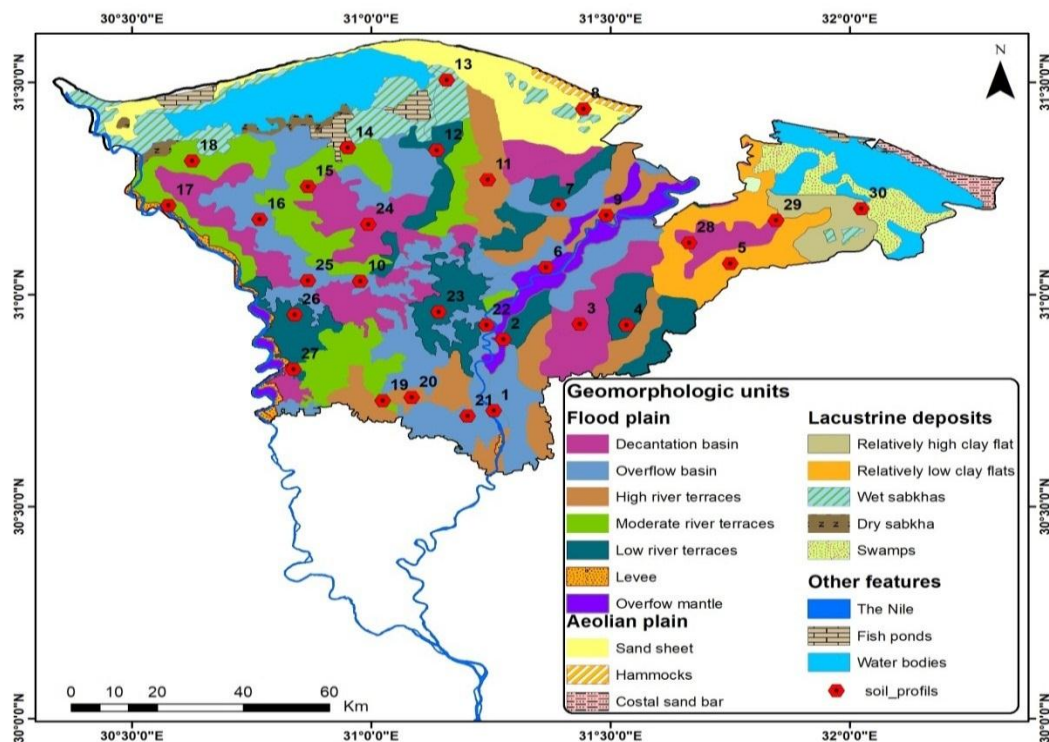 30°30'0"E 31°0'0"E 31°30'0"E 32°0'0"E
31°30'0"N 31°30'0"N
31°0'0"N 31°0'0"N
30°30'0"N 30°30'0"N
30°0'0"N 30°0'0"N
N
13
8
14
12
18
11
15
17
7
9
30
16
24
29
28
5
6
25
10
26
23
22
2
3
4
27
19
20
21
1
Geomorphologic units
Flood plain
Decantation basin
Overflow basin
High river terraces
Moderate river terraces
Low river terraces
Levee
Overfow mantle
Aeolian plain
Sand sheet
Hammocks
Costal sand bar
Lacustrine deposits
Relatively high clay flat
Relatively low clay flats
Wet sabkhas
Dry sabkha
Swamps
Other features
The Nile
Fish ponds
Water bodies
soil_profils
0 10 20 40 60
Km
30°30'0"E 31°0'0"E 31°30'0"E 32°0'0"E